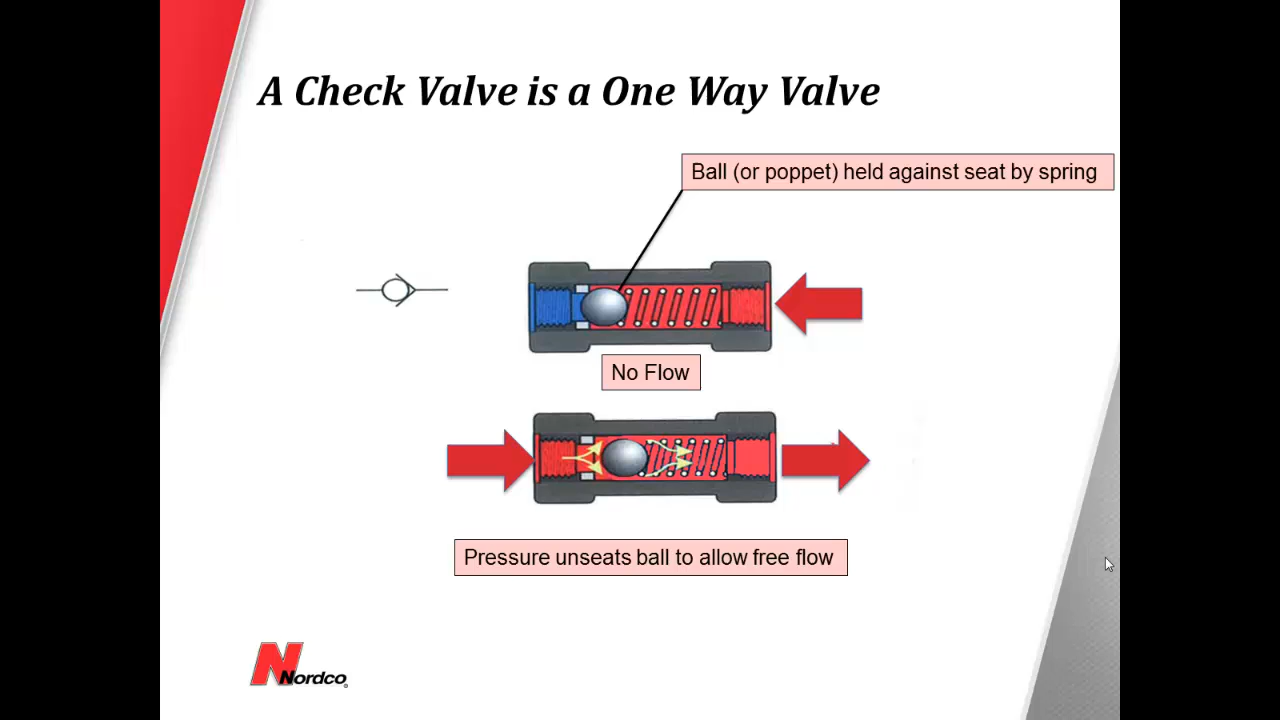 A Check Valve is a One Way Valve
Ball (or poppet) held against seat by spring
No Flow
Pressure unseats ball to allow free flow
Nordco